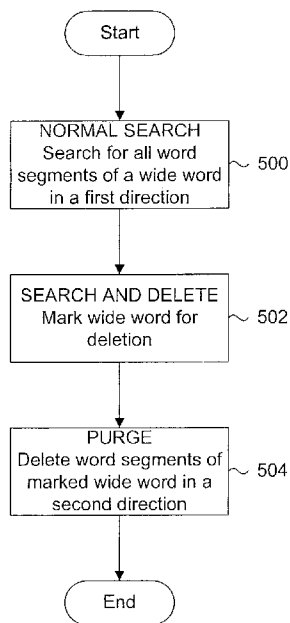 Start
NORMAL SEARCH
Search for all word
segments of a wide word
in a first direction
500
SEARCH AND DELETE
Mark wide word for
deletion
502
PURGE
Delete word segments of
marked wide word in a
second direction
504
End